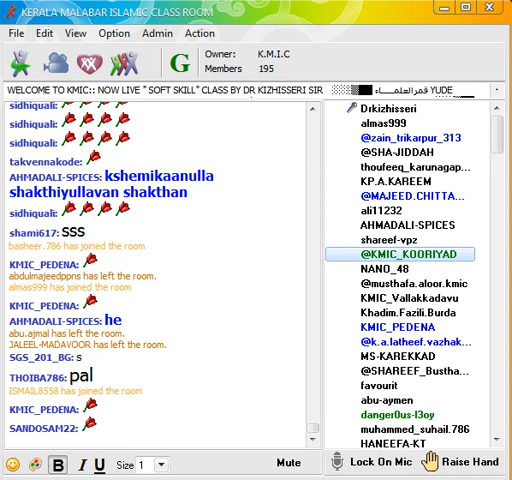 KERALA MALABAR ISLAMIC CLASS ROOM
File Edit View Option Admin Action
G
Owner: K.M.I.C
Members 195
WELCOME TO KMIC:: NOW LIVE " SOFT SKILL" CLASS BY DR KIZHISSERI SIR YUDE
sidhiquali:
sidhiquali:
sidhiquali:
takvennakode:
AHMADALI-SPICES: kshemikaanulla
shakthiyullavan shakthan
sidhiquali:
shami617: sss
basheer.786 has joined the room
KMIC_PEDENA:
abdulmajeedppns has left the room.
almas999 has joined the room
KMIC_PEDENA:
AHMADALI-SPICES: he
abu.ajmal has left the room.
JALEEL-MADAVOOR has left the room.
SGS_201_BG: s
THOIBA786: pal
ISMAIL8558 has joined the room
KMIC_PEDENA:
SANDOSAM22:
Drkizhisseri
almas999
@zain_trikarpur_313
@SHA-JIDDAH
thoufeeq_karunagap...
KP.A.KAREEM
@MAJEED.CHITTA...
ali11232
AHMADALI-SPICES
shareef-vpz
@KMIC_KOORIYAD
NANO_48
@musthafa.aloor.kmic
KMIC_Vallakkadavu
Khadim.Fazili.Burda
KMIC_PEDENA
@k.a.latheef.vazhak...
MS-KAREKKAD
@SHAREEF_Bustha...
favourit
abu-aymen
danger0us-l3oy
muhammed_suhail.786
HANEEFA-KT
B I U Size 1 Mute
Lock On Mic Raise Hand